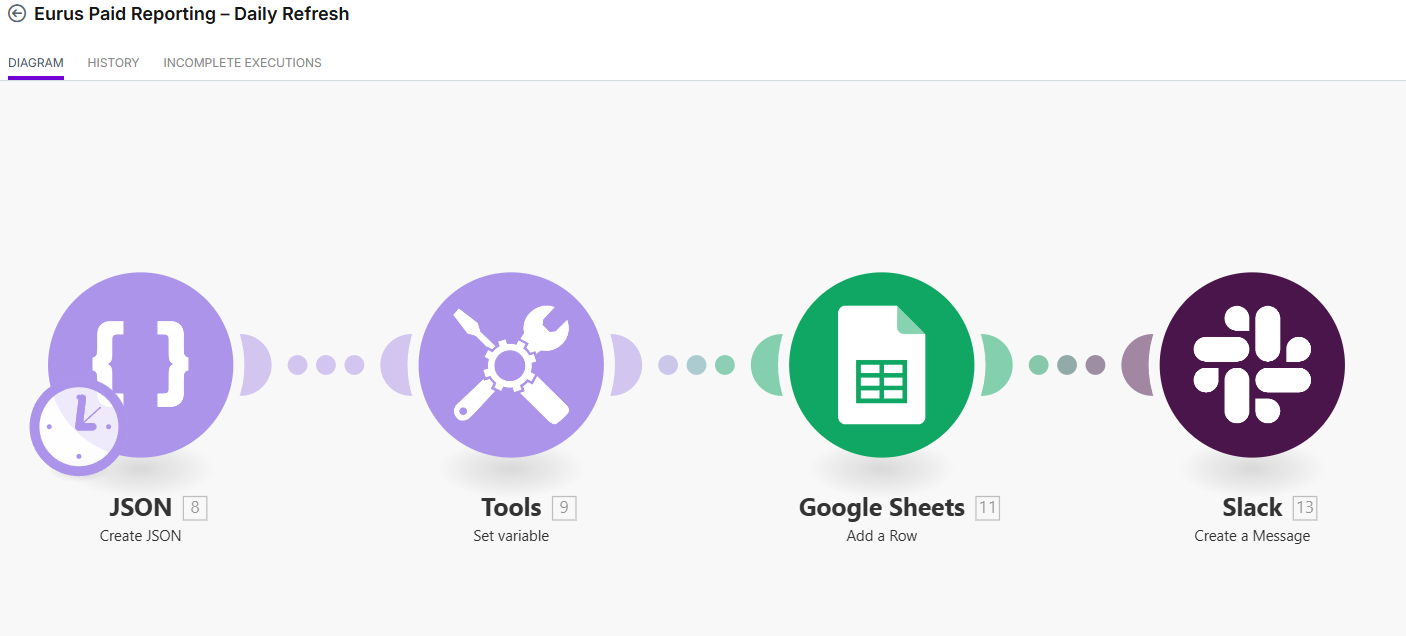 Eurus Paid Reporting – Daily Refresh
DIAGRAM HISTORY INCOMPLETE EXECUTIONS
JSON 8
Create JSON
Tools 9
Set variable
Google Sheets 11
Add a Row
Slack 13
Create a Message